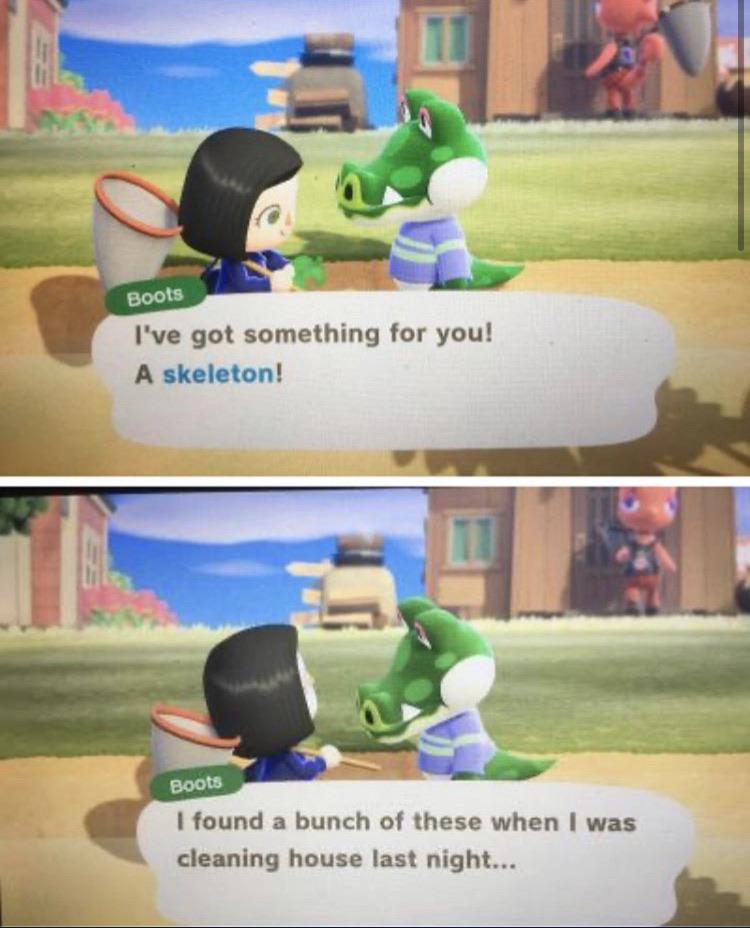 Boots
I've got something for you!
A skeleton!
Boots
I found a bunch of these when I was
cleaning house last night...